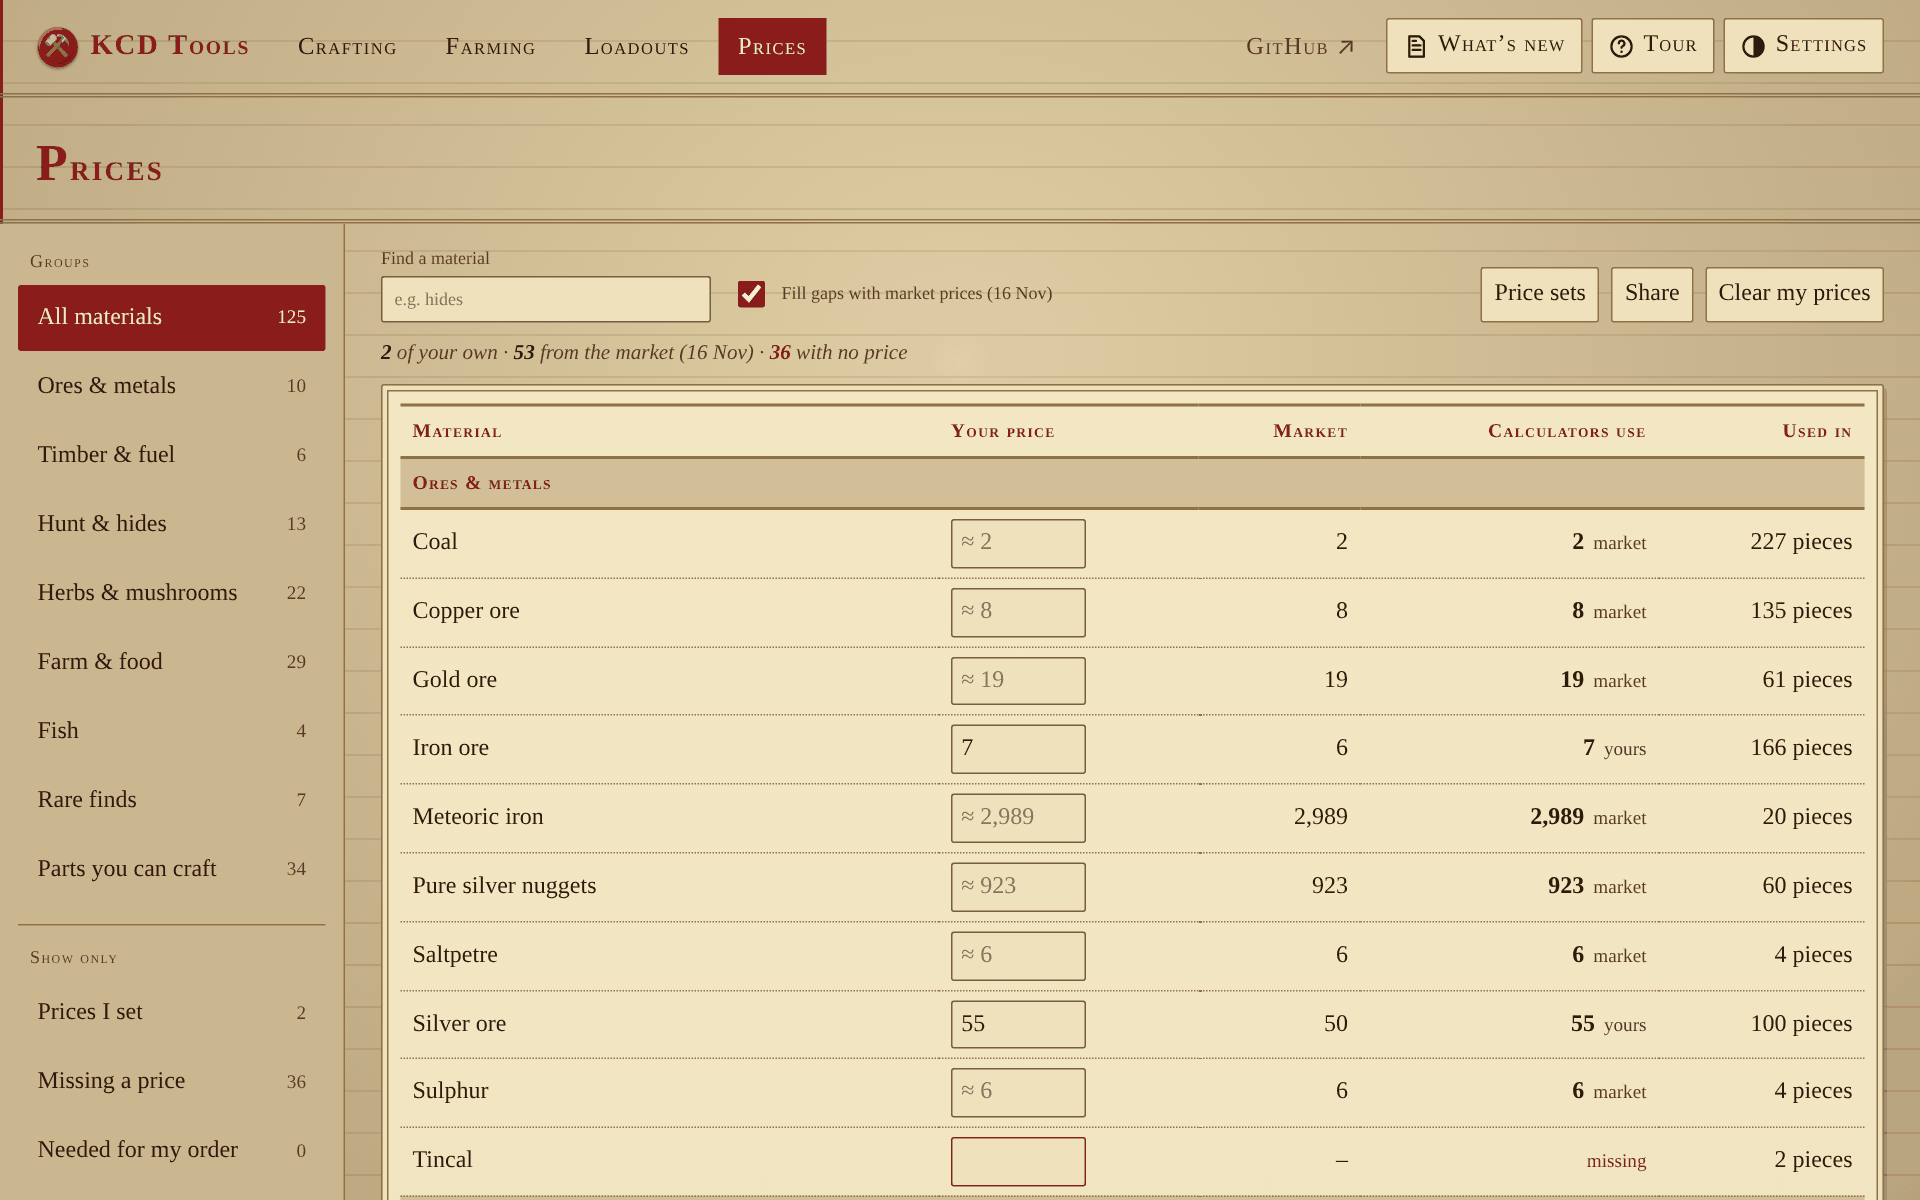 KCD Tools
Crafting
Farming
Loadouts
Prices
GitHub ↗
What's new
Tour
Settings
Prices
Groups
All materials 125
Ores & metals 10
Timber & fuel 6
Hunt & hides 13
Herbs & mushrooms 22
Farm & food 29
Fish 4
Rare finds 7
Parts you can craft 34
Show only
Prices I set 2
Missing a price 36
Needed for my order 0
Find a material
e.g. hides
Fill gaps with market prices (16 Nov)
Price sets
Share
Clear my prices
2 of your own · 53 from the market (16 Nov) · 36 with no price
Material Your price Market Calculators use Used in
Ores & metals
Coal ≈ 2 2 2 market 227 pieces
Copper ore ≈ 8 8 8 market 135 pieces
Gold ore ≈ 19 19 19 market 61 pieces
Iron ore 7 6 7 yours 166 pieces
Meteoric iron ≈ 2,989 2,989 2,989 market 20 pieces
Pure silver nuggets ≈ 923 923 923 market 60 pieces
Saltpetre ≈ 6 6 6 market 4 pieces
Silver ore 55 50 55 yours 100 pieces
Sulphur ≈ 6 6 6 market 4 pieces
Tincal – missing 2 pieces